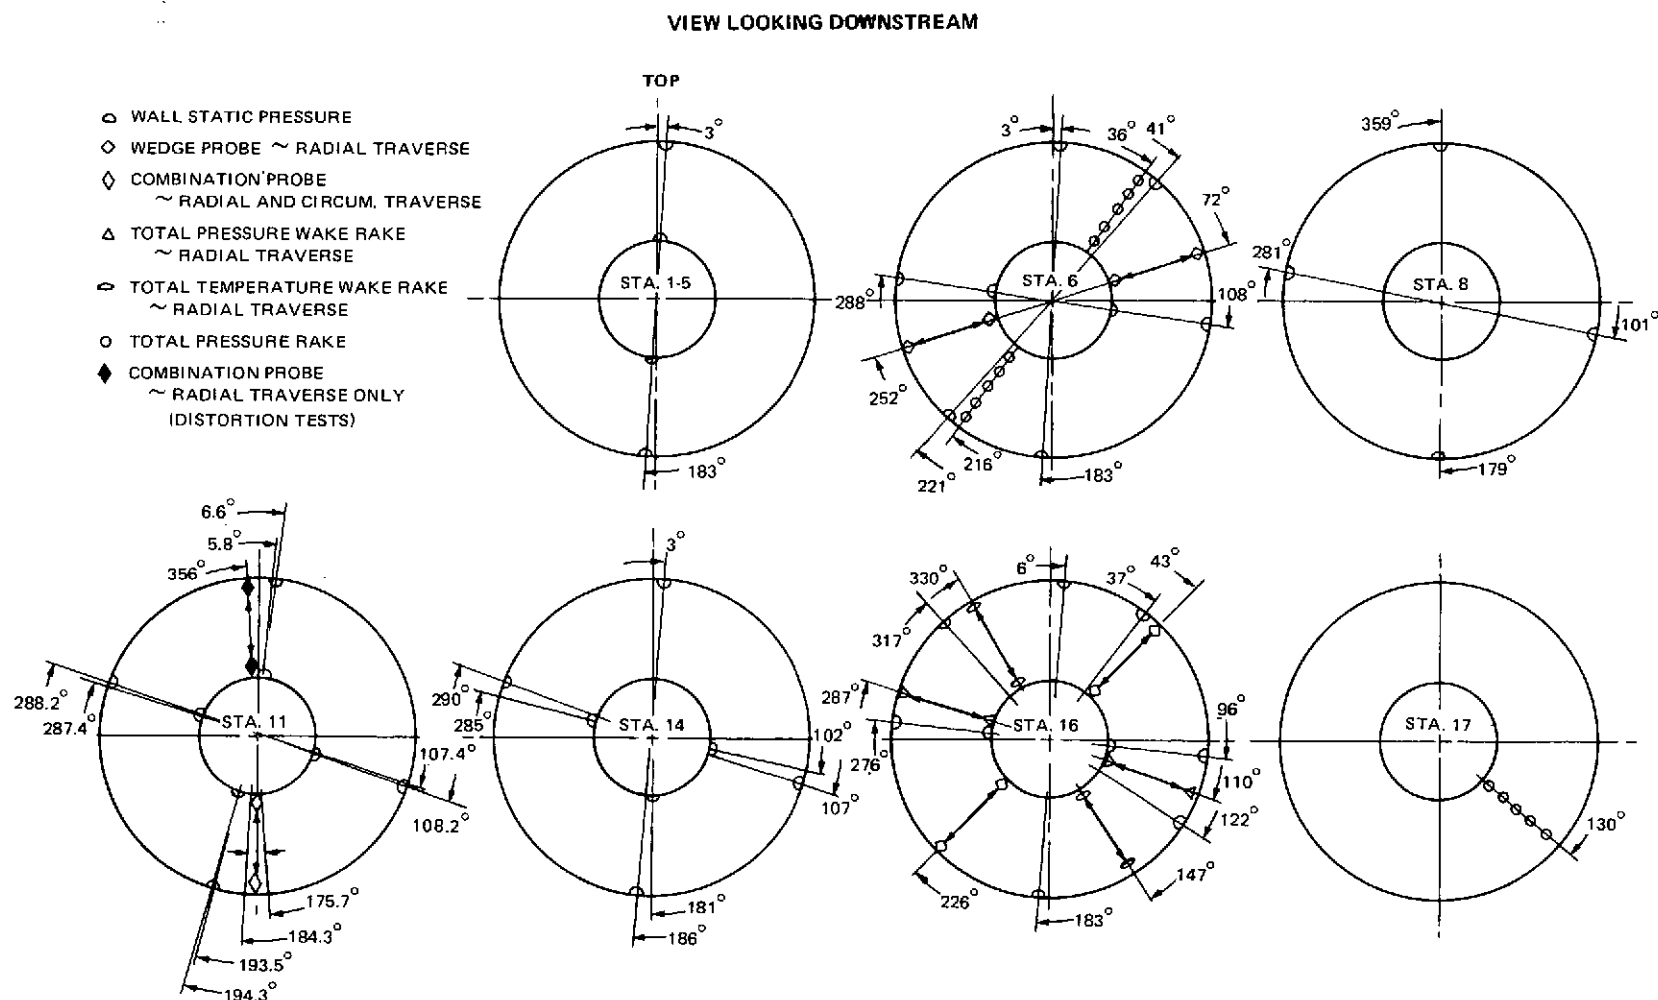 VIEW LOOKING DOWNSTREAM
TOP
WALL STATIC PRESSURE
WEDGE PROBE ~ RADIAL TRAVERSE
COMBINATION PROBE
~ RADIAL AND CIRCUM. TRAVERSE
TOTAL PRESSURE WAKE RAKE
~ RADIAL TRAVERSE
TOTAL TEMPERATURE WAKE RAKE
~ RADIAL TRAVERSE
TOTAL PRESSURE RAKE
COMBINATION PROBE
~ RADIAL TRAVERSE ONLY
(DISTORTION TESTS)
3°
STA. 1-5
183°
3°
36°
41°
72°
STA. 6
288°
108°
252°
216°
221°
183°
359°
281°
STA. 8
101°
179°
6.6°
5.8°
356°
288.2°
287.4°
STA. 11
107.4°
108.2°
175.7°
184.3°
193.5°
194.3°
3°
290°
285°
STA. 14
102°
107°
181°
186°
6°
37°
43°
330°
317°
287°
276°
STA. 16
96°
110°
122°
147°
226°
183°
STA. 17
130°